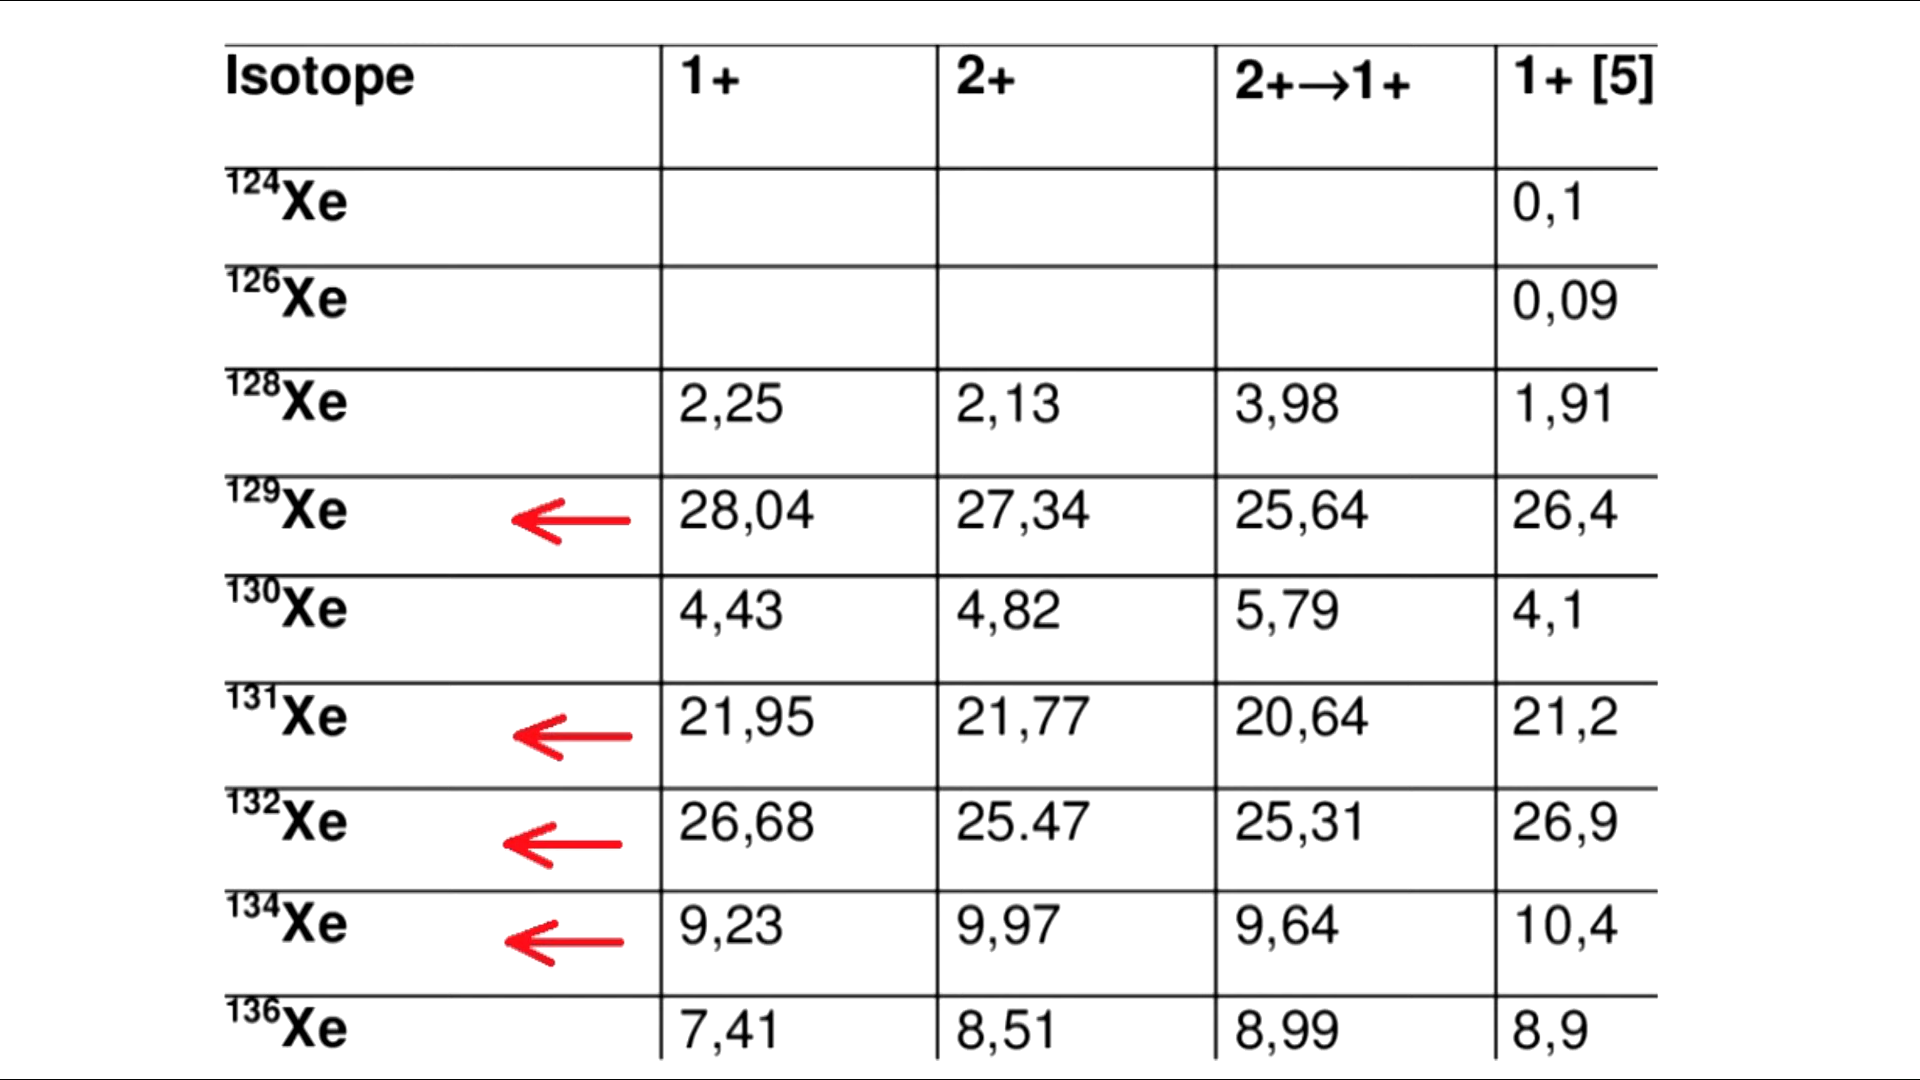 Isotope 1+ 2+ 2+→1+ 1+ [5]
124Xe 0,1
126Xe 0,09
128Xe 2,25 2,13 3,98 1,91
129Xe 28,04 27,34 25,64 26,4
130Xe 4,43 4,82 5,79 4,1
131Xe 21,95 21,77 20,64 21,2
132Xe 26,68 25.47 25,31 26,9
134Xe 9,23 9,97 9,64 10,4
136Xe 7,41 8,51 8,99 8,9